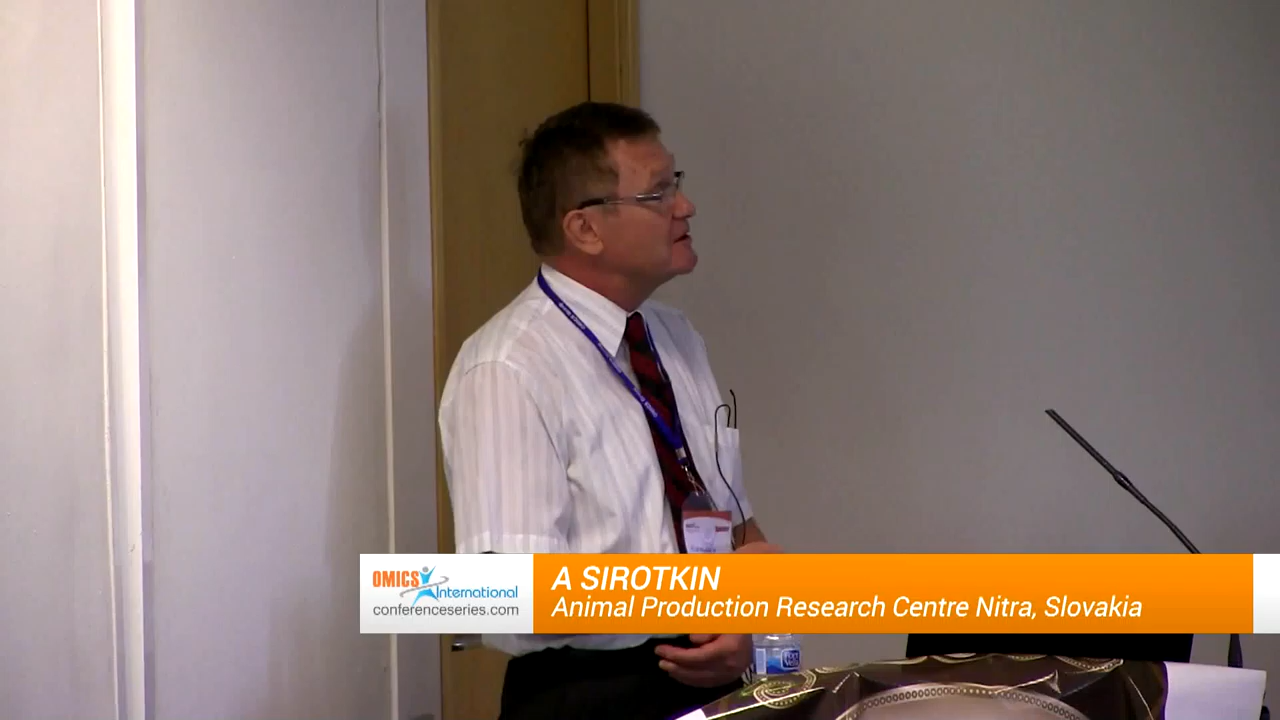 OMICS
International
conferenceseries.com
A SIROTKIN
Animal Production Research Centre Nitra, Slovakia